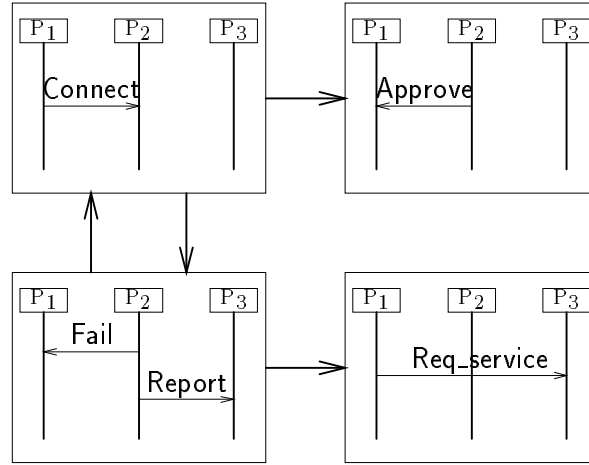 P1 P2 P3
Connect
P1 P2 P3
Approve
P1 P2 P3
Fail
Report
P1 P2 P3
Req_service